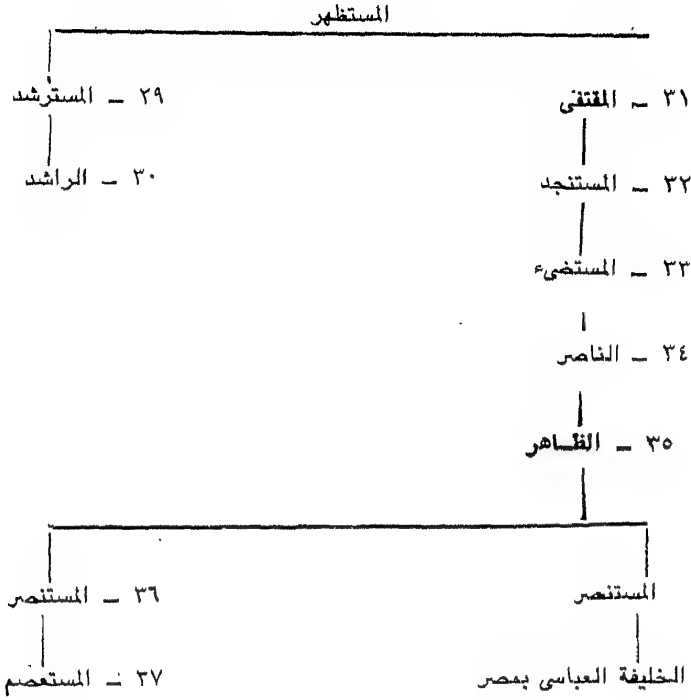 المستظهر
٣١ – المقتفى
٢٩ – المسترشد
٣٢ – المستنجد
٣٠ – الراشد
٣٣ – المستضىء
٣٤ – الناصر
٣٥ – الظاهر
المستنصر
٣٦ – المستنصر
الخليفة العباسى بمصر
٣٧ – المستعصم